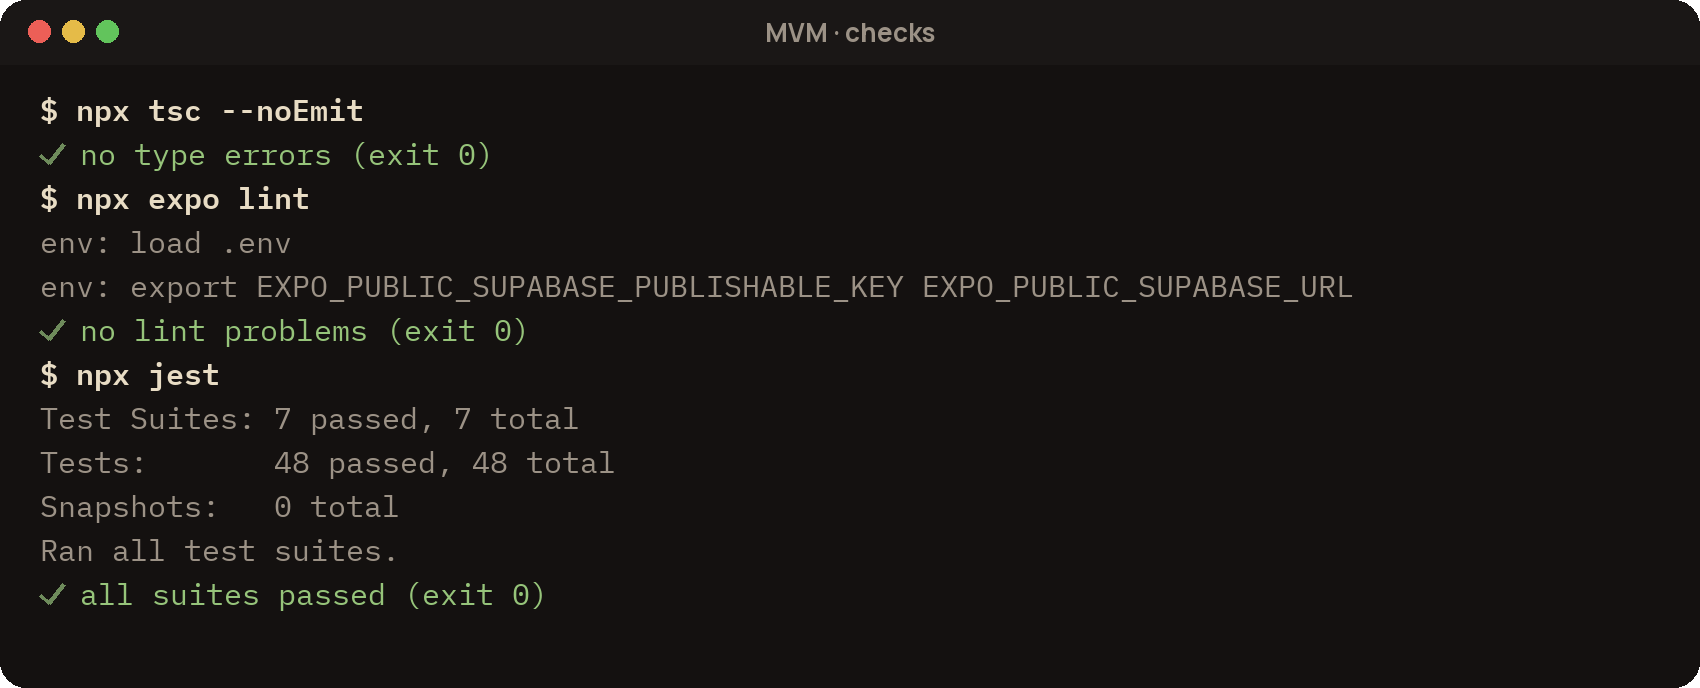 MVM · checks
$ npx tsc --noEmit
✓ no type errors (exit 0)
$ npx expo lint
env: load .env
env: export EXPO_PUBLIC_SUPABASE_PUBLISHABLE_KEY EXPO_PUBLIC_SUPABASE_URL
✓ no lint problems (exit 0)
$ npx jest
Test Suites: 7 passed, 7 total
Tests:       48 passed, 48 total
Snapshots:   0 total
Ran all test suites.
✓ all suites passed (exit 0)